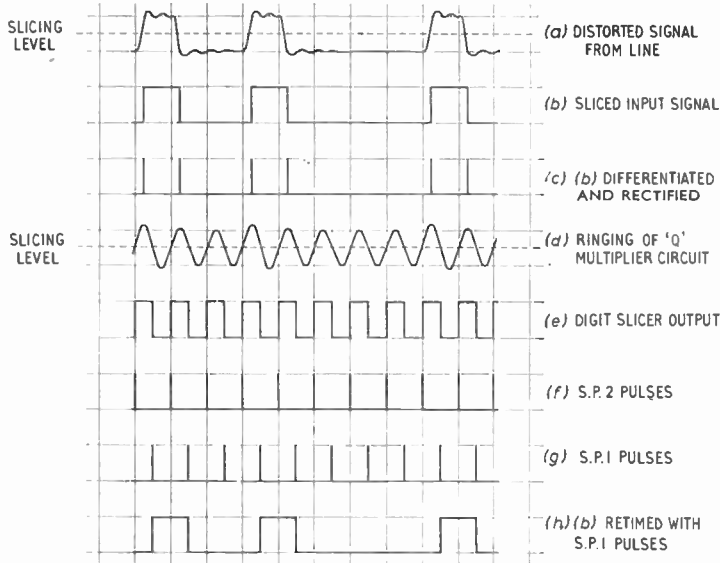 SLICING
LEVEL
(a) DISTORTED SIGNAL
FROM LINE
(b) SLICED INPUT SIGNAL
(c) (b) DIFFERENTIATED
AND RECTIFIED
SLICING
LEVEL
(d) RINGING OF 'Q'
MULTIPLIER CIRCUIT
(e) DIGIT SLICER OUTPUT
(f) S.P.2 PULSES
(g) S.P.1 PULSES
(h) (b) RETIMED WITH
S.P.1 PULSES